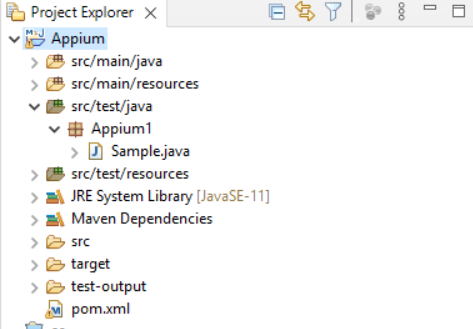 Project Explorer
Appium
src/main/java
src/main/resources
src/test/java
Appium1
Sample.java
src/test/resources
JRE System Library [JavaSE-11]
Maven Dependencies
src
target
test-output
pom.xml